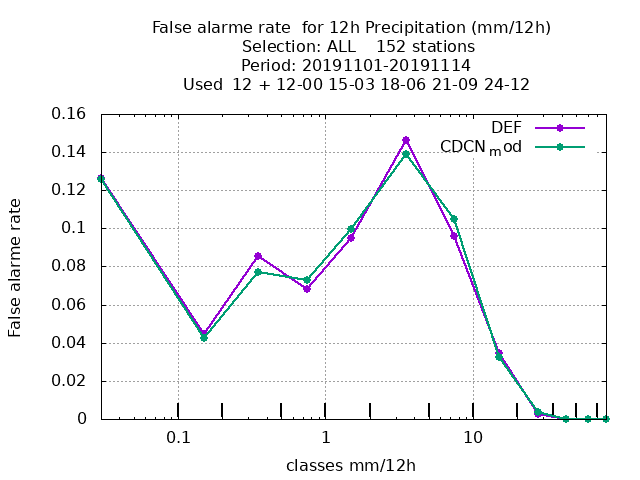 False alarme rate  for 12h Precipitation (mm/12h)
Selection: ALL    152 stations
Period: 20191101-20191114
Used  12 + 12-00 15-03 18-06 21-09 24-12
0.16
0.14
0.12
0.1
0.08
0.06
0.04
0.02
0
False alarme rate
DEF
CDCNmod
0.1 1 10
classes mm/12h